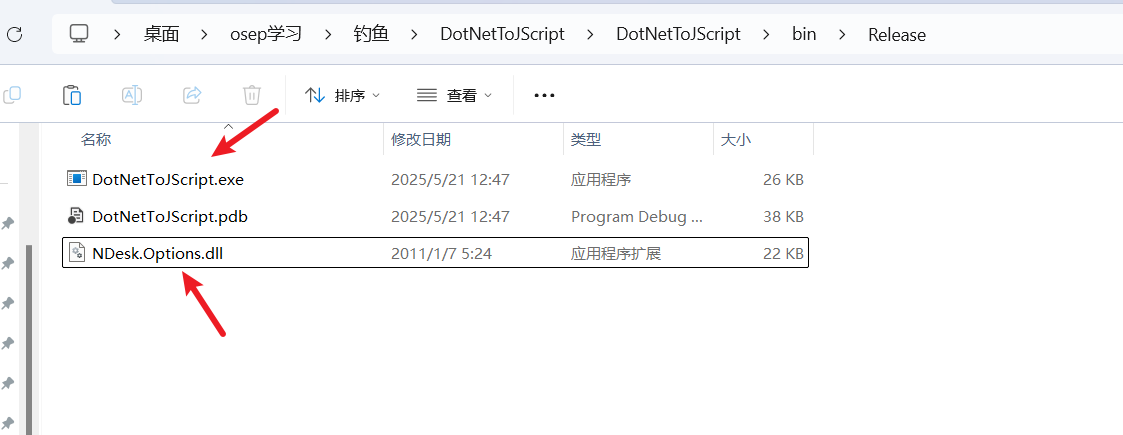 桌面 > osep学习 > 钓鱼 > DotNetToJScript > DotNetToJScript > bin > Release
排序 查看
名称 修改日期 类型 大小
DotNetToJScript.exe 2025/5/21 12:47 应用程序 26 KB
DotNetToJScript.pdb 2025/5/21 12:47 Program Debug ... 38 KB
NDesk.Options.dll 2011/1/7 5:24 应用程序扩展 22 KB